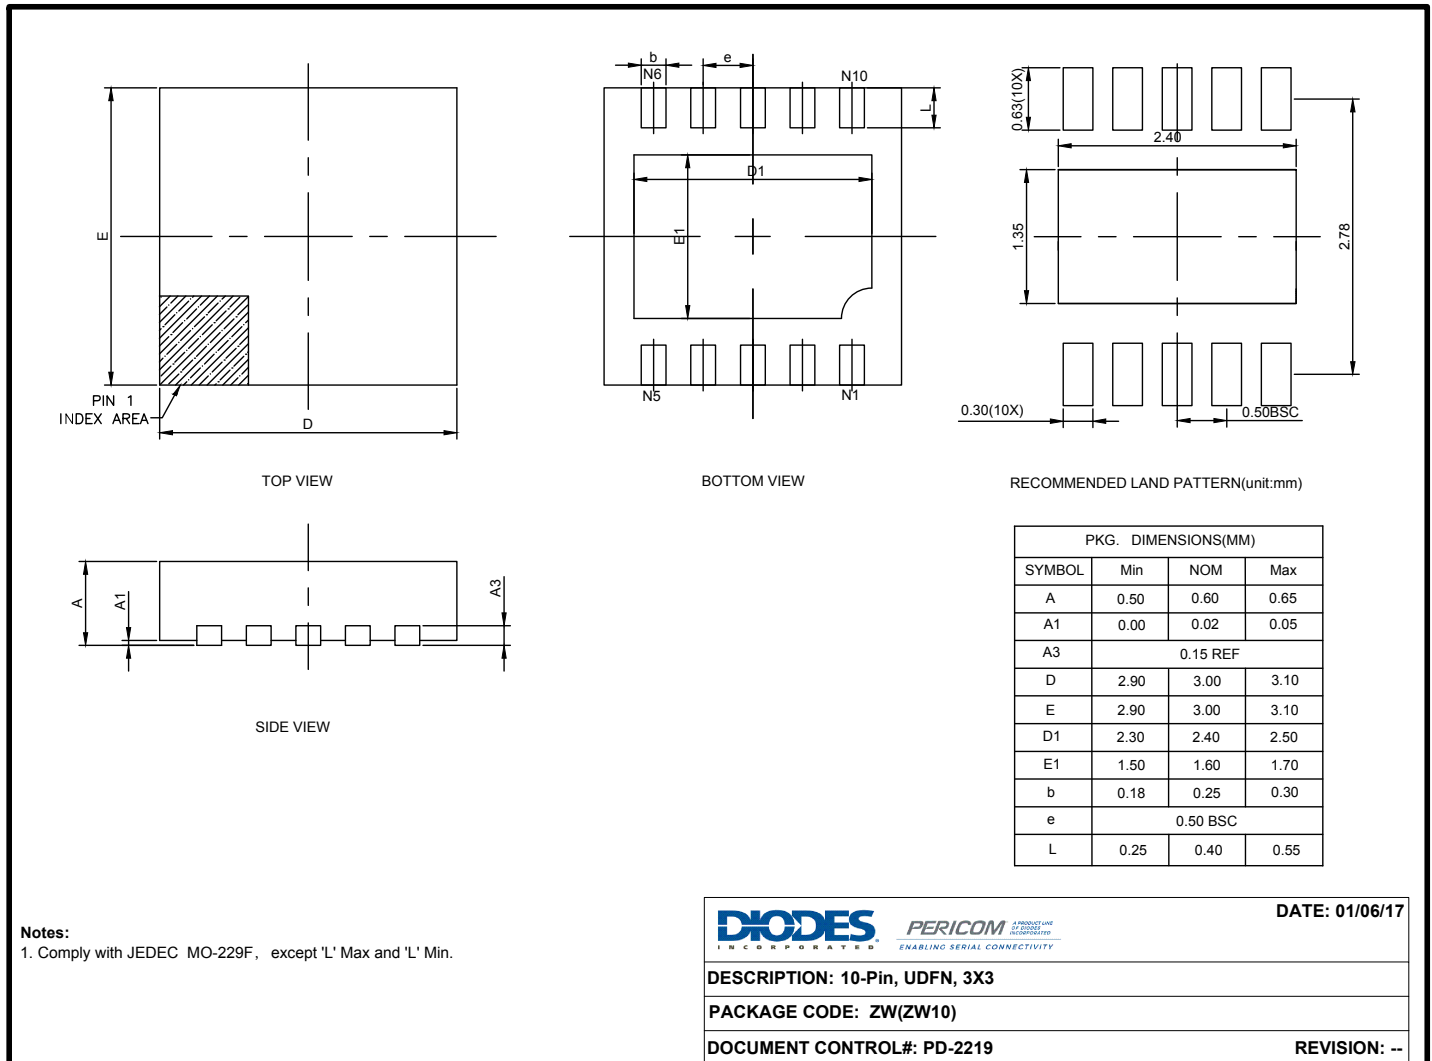 E
PIN 1
INDEX AREA
D
TOP VIEW
b
e
N6
N10
L
D1
E1
N5
N1
BOTTOM VIEW
0.63(10X)
2.40
1.35
2.78
0.30(10X)
0.50BSC
RECOMMENDED LAND PATTERN(unit:mm)
A
A1
A3
SIDE VIEW
PKG. DIMENSIONS(MM)
SYMBOL Min NOM Max
A 0.50 0.60 0.65
A1 0.00 0.02 0.05
A3 0.15 REF
D 2.90 3.00 3.10
E 2.90 3.00 3.10
D1 2.30 2.40 2.50
E1 1.50 1.60 1.70
b 0.18 0.25 0.30
e 0.50 BSC
L 0.25 0.40 0.55
Notes:
1. Comply with JEDEC MO-229F, except 'L' Max and 'L' Min.
DIODES
INCORPORATED
PERICOM
A PRODUCT LINE
OF DIODES
INCORPORATED
ENABLING SERIAL CONNECTIVITY
DATE: 01/06/17
DESCRIPTION: 10-Pin, UDFN, 3X3
PACKAGE CODE: ZW(ZW10)
DOCUMENT CONTROL#: PD-2219
REVISION: --